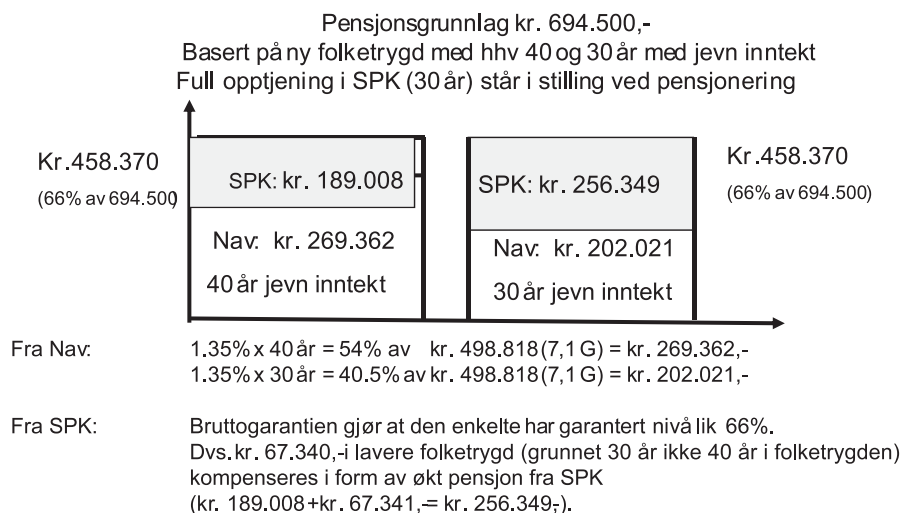 Pensjonsgrunnlag kr. 694.500,-
Basert på ny folketrygd med hhv 40 og 30 år med jevn inntekt
Full opptjening i SPK (30 år) står i stilling ved pensjonering
Kr.458.370
(66% av 694.500)
SPK: kr. 189.008
Nav: kr. 269.362
40 år jevn inntekt
SPK: kr. 256.349
Nav: kr. 202.021
30 år jevn inntekt
Kr.458.370
(66% av 694.500)
Fra Nav: 1.35% x 40 år = 54% av kr. 498.818 (7,1 G) = kr. 269.362,-
1.35% x 30 år = 40.5% av kr. 498.818 (7,1 G) = kr. 202.021,-
Fra SPK: Bruttogarantien gjør at den enkelte har garantert nivå lik 66%.
Dvs.kr. 67.340,-i lavere folketrygd (grunnet 30 år ikke 40 år i folketrygden)
kompenseres i form av økt pensjon fra SPK
(kr. 189.008+kr. 67.341,-= kr. 256.349,-).